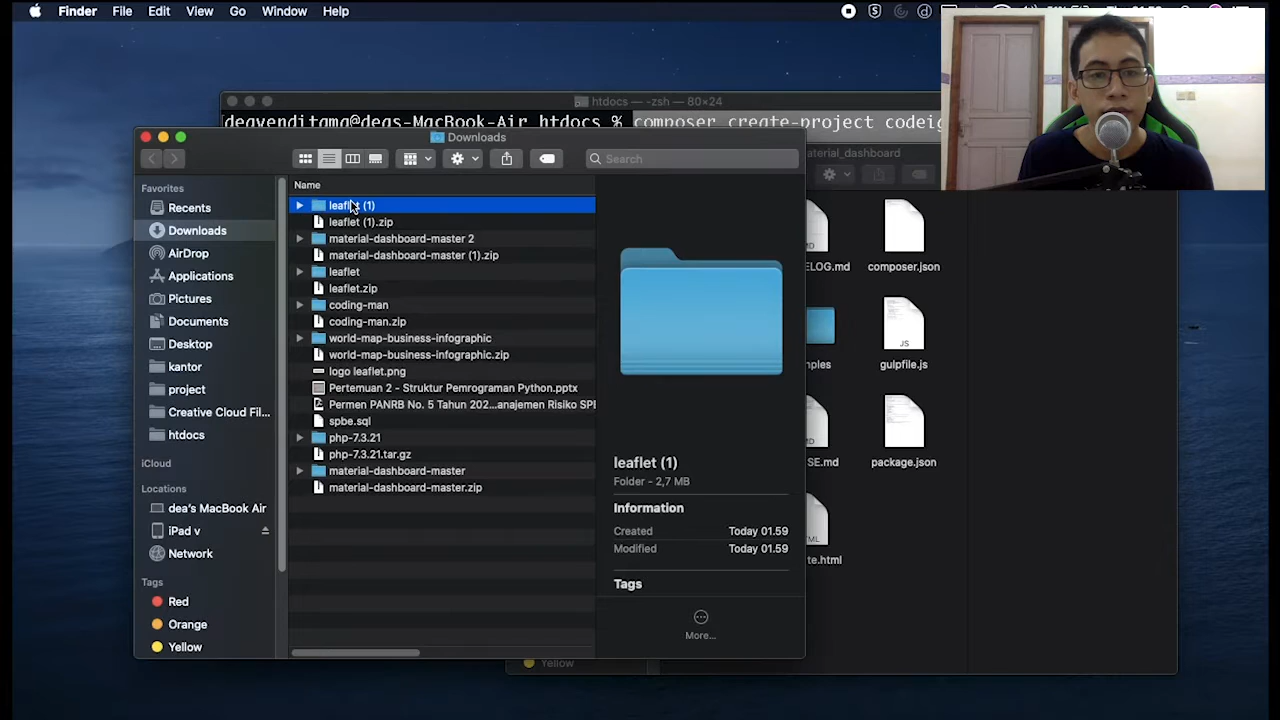 Finder File Edit View Go Window Help
htdocs — -zsh — 80×24
deavenditama@deas-MacBook-Air htdocs % composer create-project codeig
Downloads
aterial_dashboard
Search
Favorites
Recents
Downloads
AirDrop
Applications
Pictures
Documents
Desktop
kantor
project
Creative Cloud Fil...
htdocs
iCloud
Locations
dea's MacBook Air
iPad v
Network
Tags
Red
Orange
Yellow
Name
leaflet (1)
leaflet (1).zip
material-dashboard-master 2
material-dashboard-master (1).zip
leaflet
leaflet.zip
coding-man
coding-man.zip
world-map-business-infographic
world-map-business-infographic.zip
logo leaflet.png
Pertemuan 2 - Struktur Pemrograman Python.pptx
Permen PANRB No. 5 Tahun 202...anajemen Risiko SPB
spbe.sql
php-7.3.21
php-7.3.21.tar.gz
material-dashboard-master
material-dashboard-master.zip
leaflet (1)
Folder - 2,7 MB
Information
Created Today 01.59
Modified Today 01.59
Tags
More...
ELOG.md
composer.json
nples
JS
gulpfile.js
SE.md
package.json
te.html
Yellow